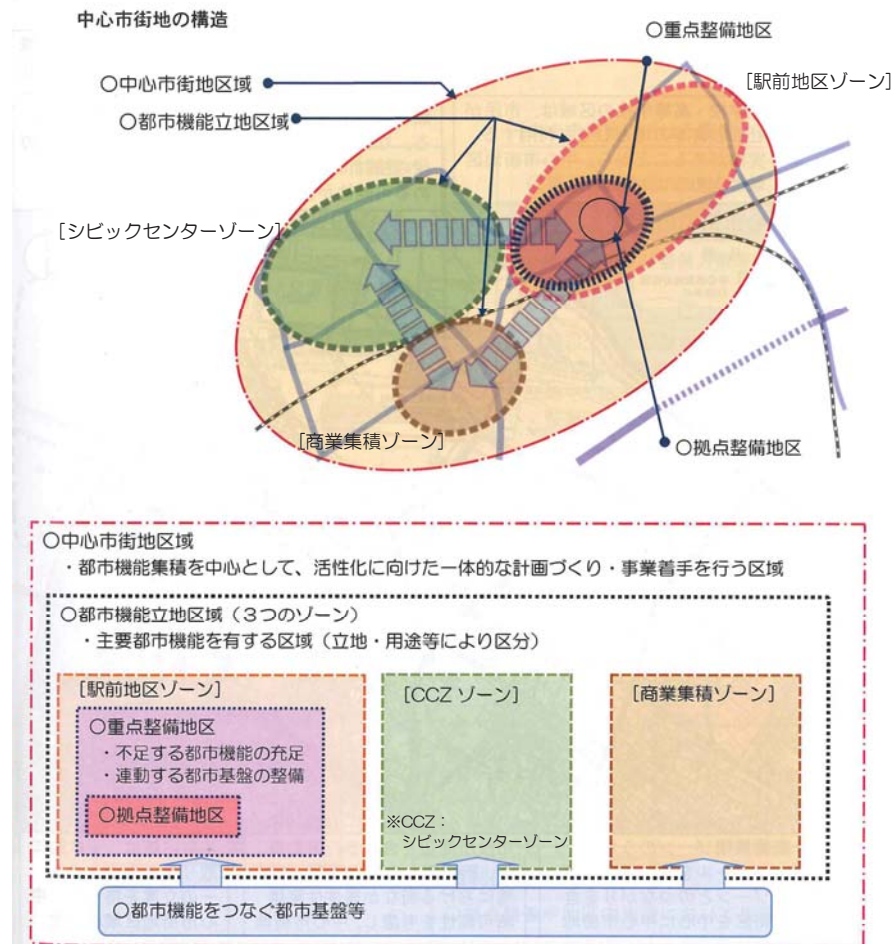 中心市街地の構造
○重点整備地区
○中心市街地区域
[駅前地区ゾーン]
○都市機能立地区域
[シビックセンターゾーン]
[商業集積ゾーン]
○拠点整備地区
○中心市街地区域
・都市機能集積を中心として、活性化に向けた一体的な計画づくり・事業着手を行う区域
○都市機能立地区域（３つのゾーン）
・主要都市機能を有する区域（立地・用途等により区分）
[駅前地区ゾーン]
[CCZ ゾーン]
[商業集積ゾーン]
○重点整備地区
・不足する都市機能の充足
・連動する都市基盤の整備
○拠点整備地区
※CCZ：
シビックセンターゾーン
○都市機能をつなぐ都市基盤等